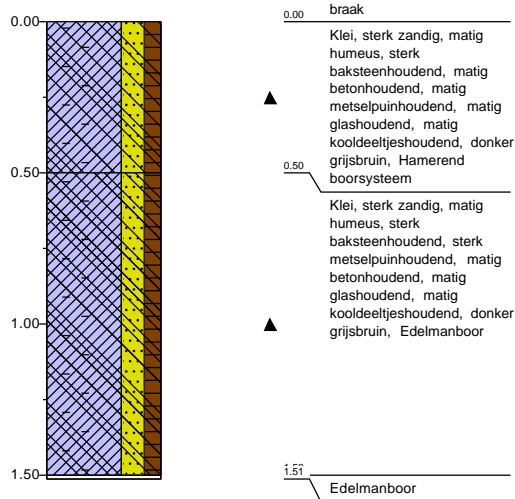 0.00
0.50
1.00
1.50
braak
0.00
Klei, sterk zandig, matig
humeus, sterk
baksteenhoudend, matig
betonhoudend, matig
metselpuinhoudend, matig
glashoudend, matig
kooldeeltjeshoudend, donker
grijsbruin, Hamerend
boorsysteem
0.50
Klei, sterk zandig, matig
humeus, sterk
baksteenhoudend, sterk
metselpuinhoudend, matig
betonhoudend, matig
glashoudend, matig
kooldeeltjeshoudend, donker
grijsbruin, Edelmanboor
1.51
Edelmanboor